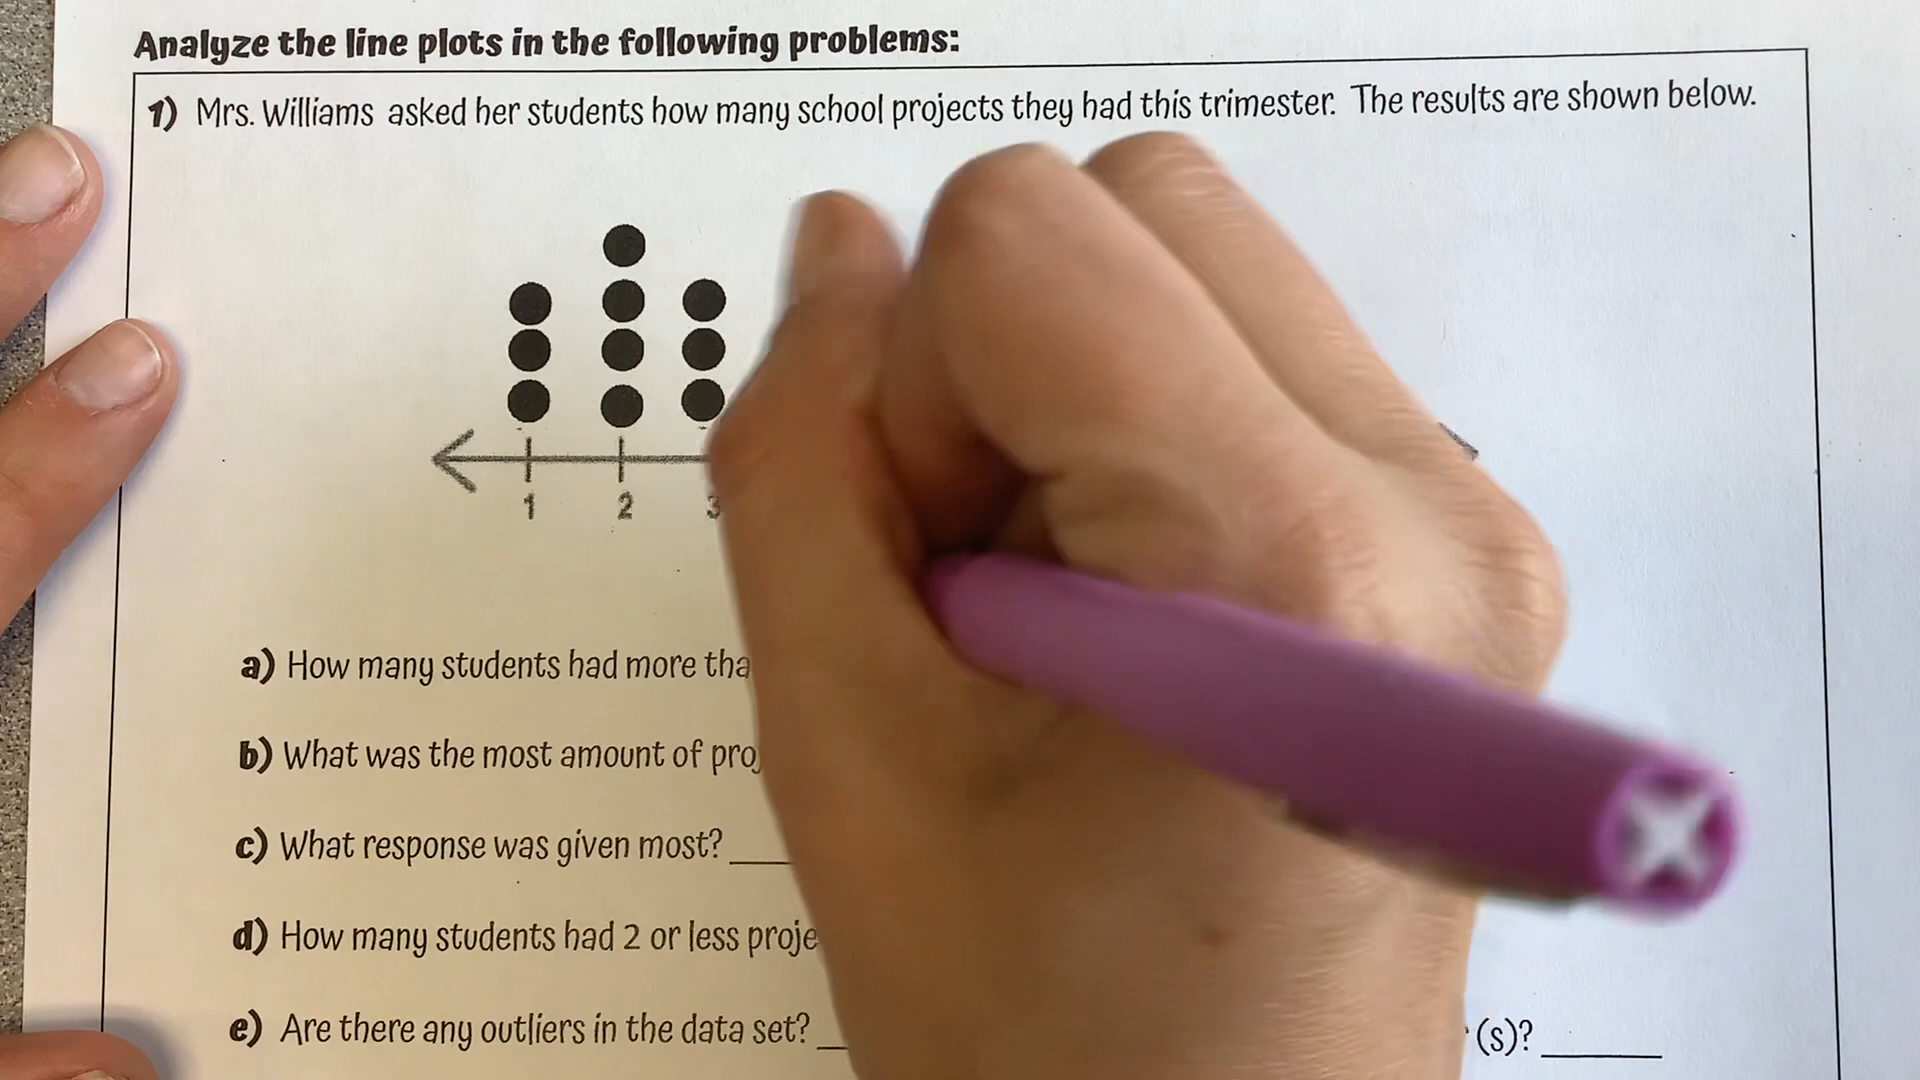 Analyze the line plots in the following problems:
1) Mrs. Williams asked her students how many school projects they had this trimester. The results are shown below.
1 2 3
a) How many students had more
b) What was the most amount of
c) What response was given most?
d) How many students had 2 or less
e) Are there any outliers in the data set? (s)?